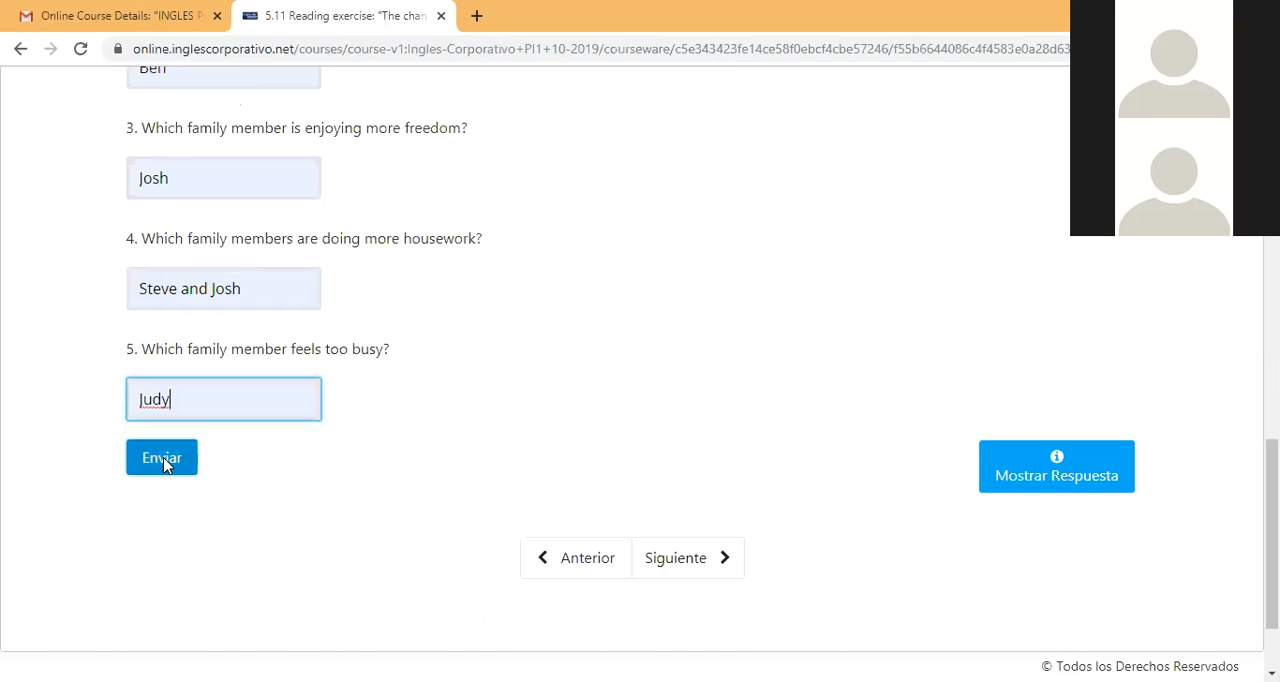 Online Course Details: "INGLES P
5.11 Reading exercise: "The chan
online.inglescorporativo.net/courses/course-v1:Ingles-Corporativo+PI1+10-2019/courseware/c5e343423fe14ce58f0ebcf4cbe57246/f55b6644086c4f4583e0a28d63
Ben
3. Which family member is enjoying more freedom?
Josh
4. Which family members are doing more housework?
Steve and Josh
5. Which family member feels too busy?
Judy
Enviar
Mostrar Respuesta
Anterior
Siguiente
© Todos los Derechos Reservados